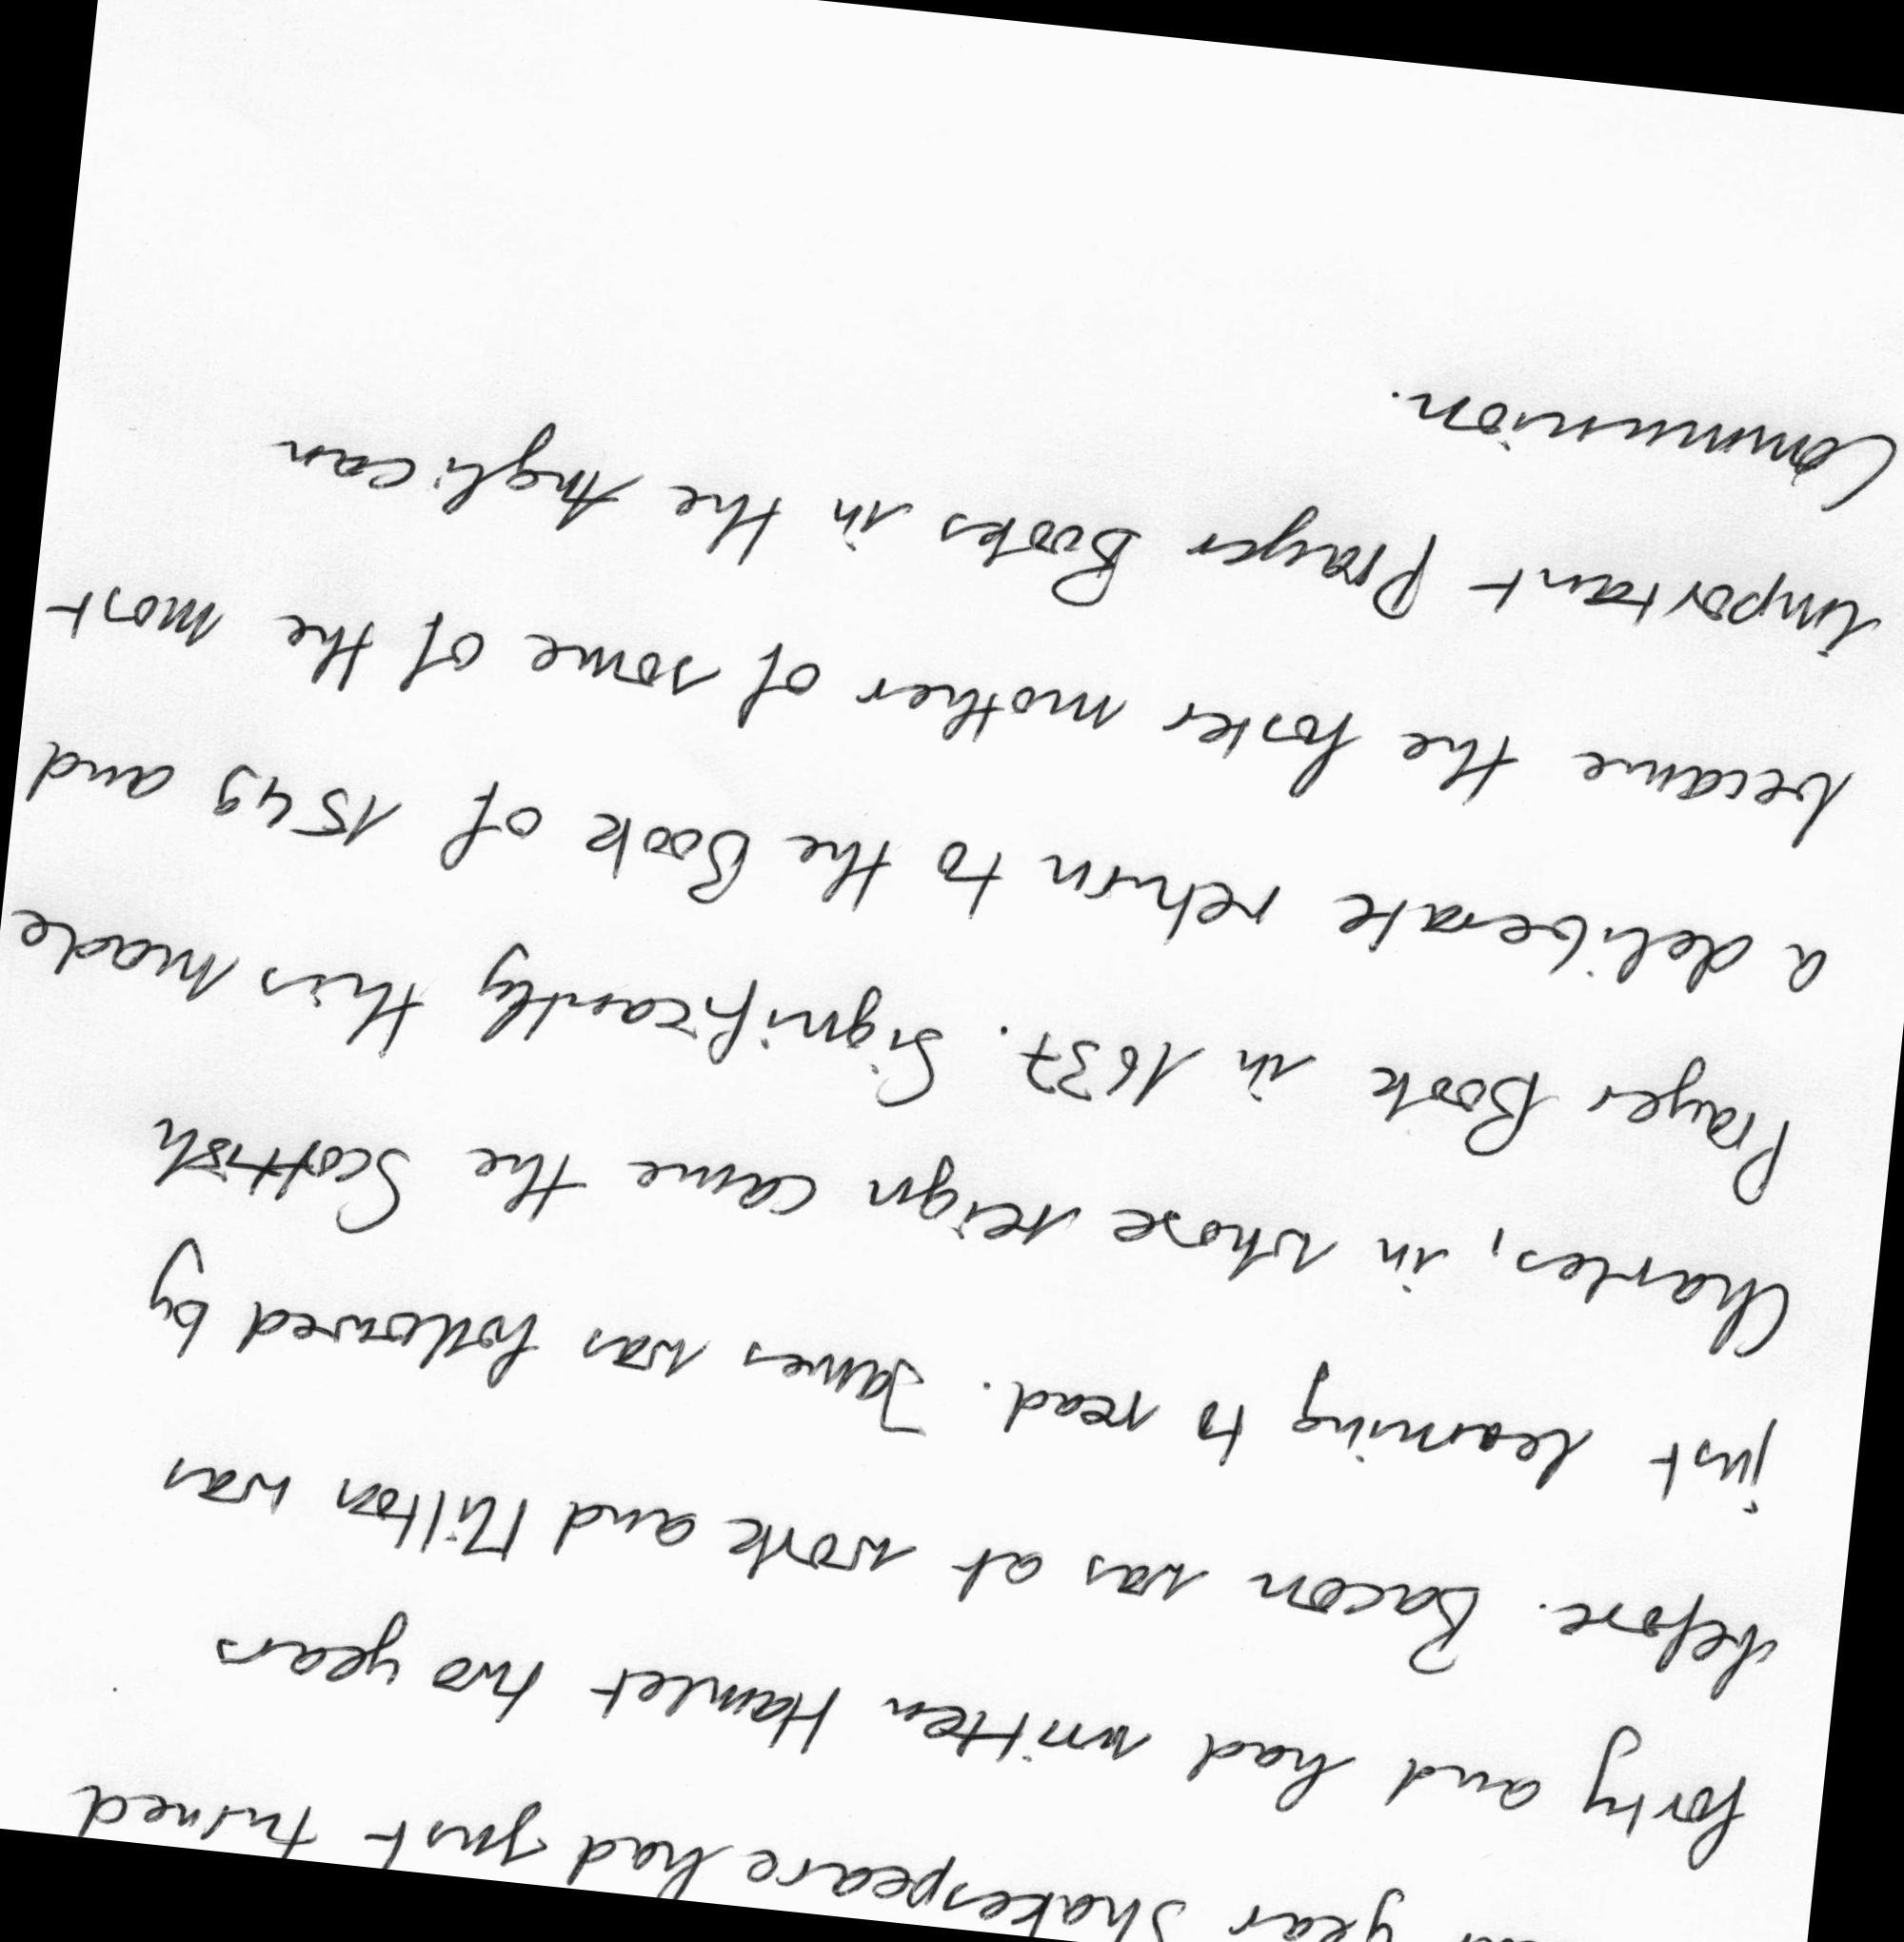 year Shakespeare had just turned
forty and had written Hamlet two years
before. Bacon was at work and Milton was
just learning to read. James was followed by
Charles, in whose reign came the Scottish
Prayer Book in 1637. Significantly this made
a deliberate return to the Book of 1549 and
became the foster mother of some of the most
important Prayer Books in the Anglican
Communion.